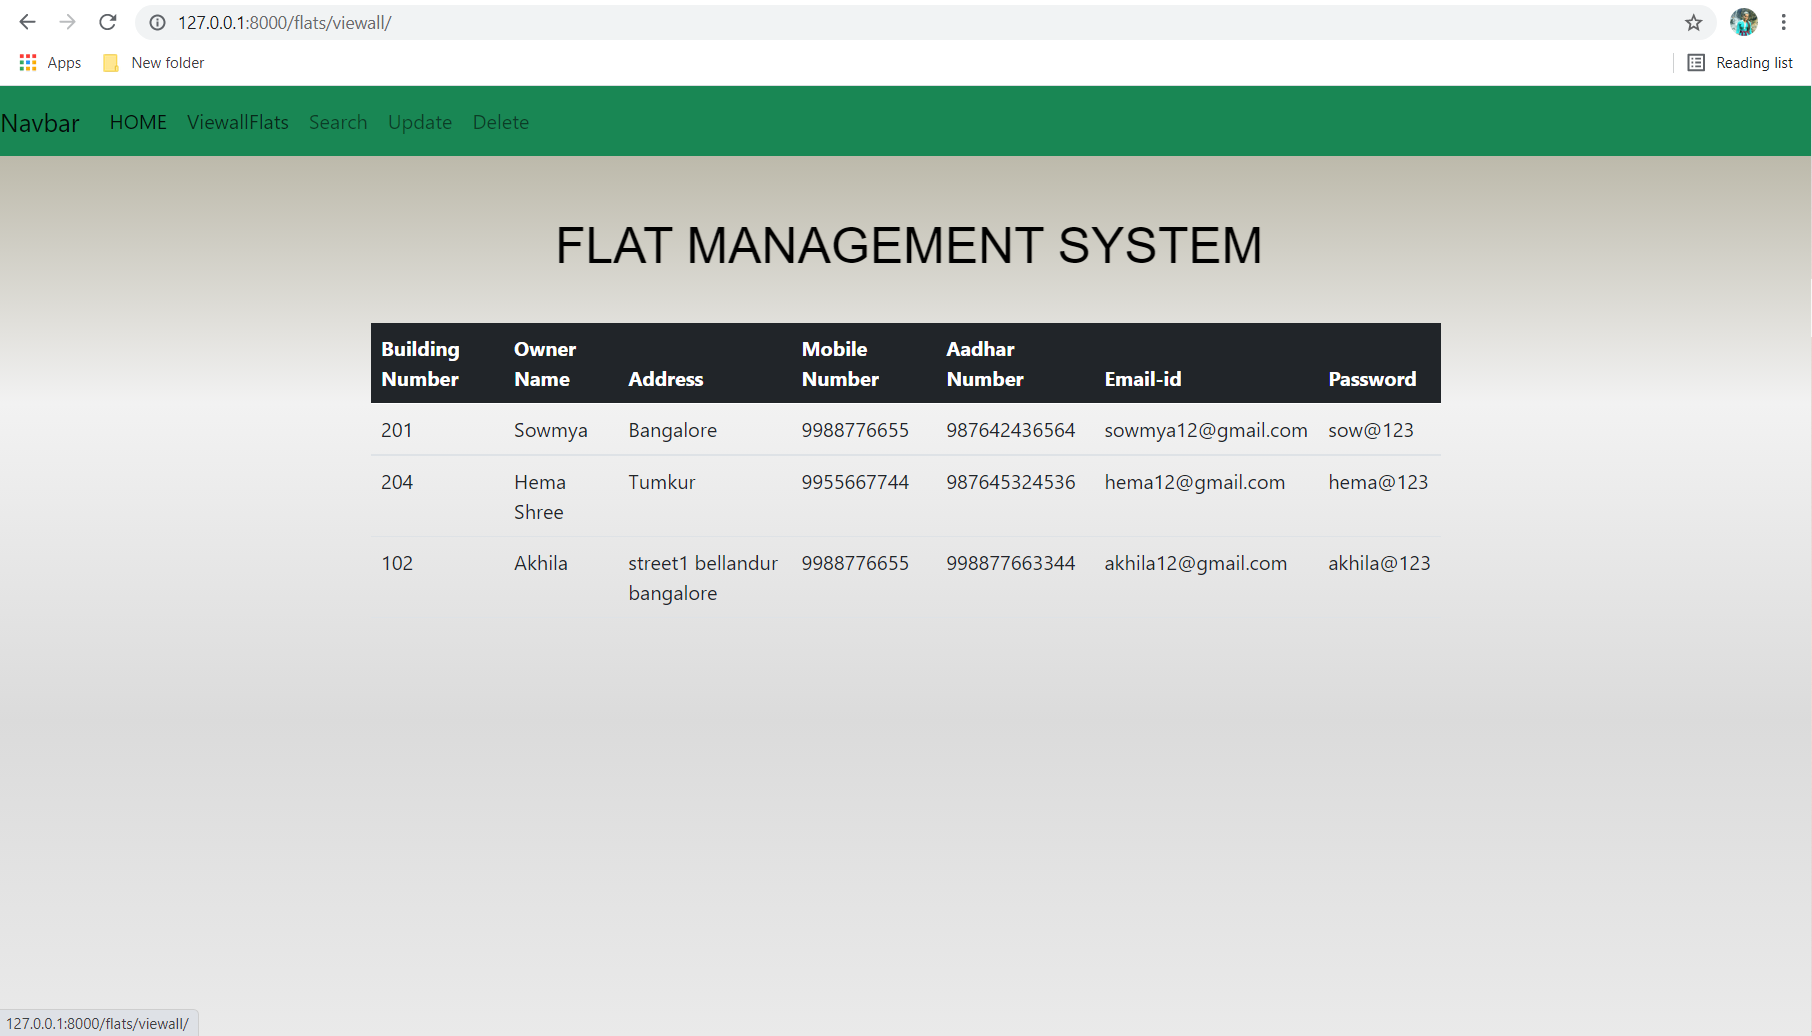 127.0.0.1:8000/flats/viewall/
Apps New folder Reading list
Navbar HOME ViewallFlats Search Update Delete
FLAT MANAGEMENT SYSTEM
Building Number Owner Name Address Mobile Number Aadhar Number Email-id Password
201 Sowmya Bangalore 9988776655 987642436564 sowmya12@gmail.com sow@123
204 Hema Shree Tumkur 9955667744 987645324536 hema12@gmail.com hema@123
102 Akhila street1 bellandur bangalore 9988776655 998877663344 akhila12@gmail.com akhila@123
127.0.0.1:8000/flats/viewall/